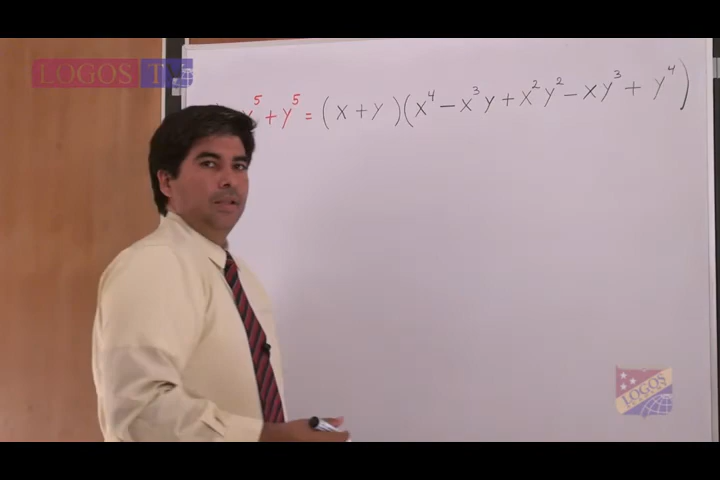 LOGOS TV
x⁵ + y⁵ = (x + y)(x⁴ − x³y + x²y² − xy³ + y⁴)
LOGOS